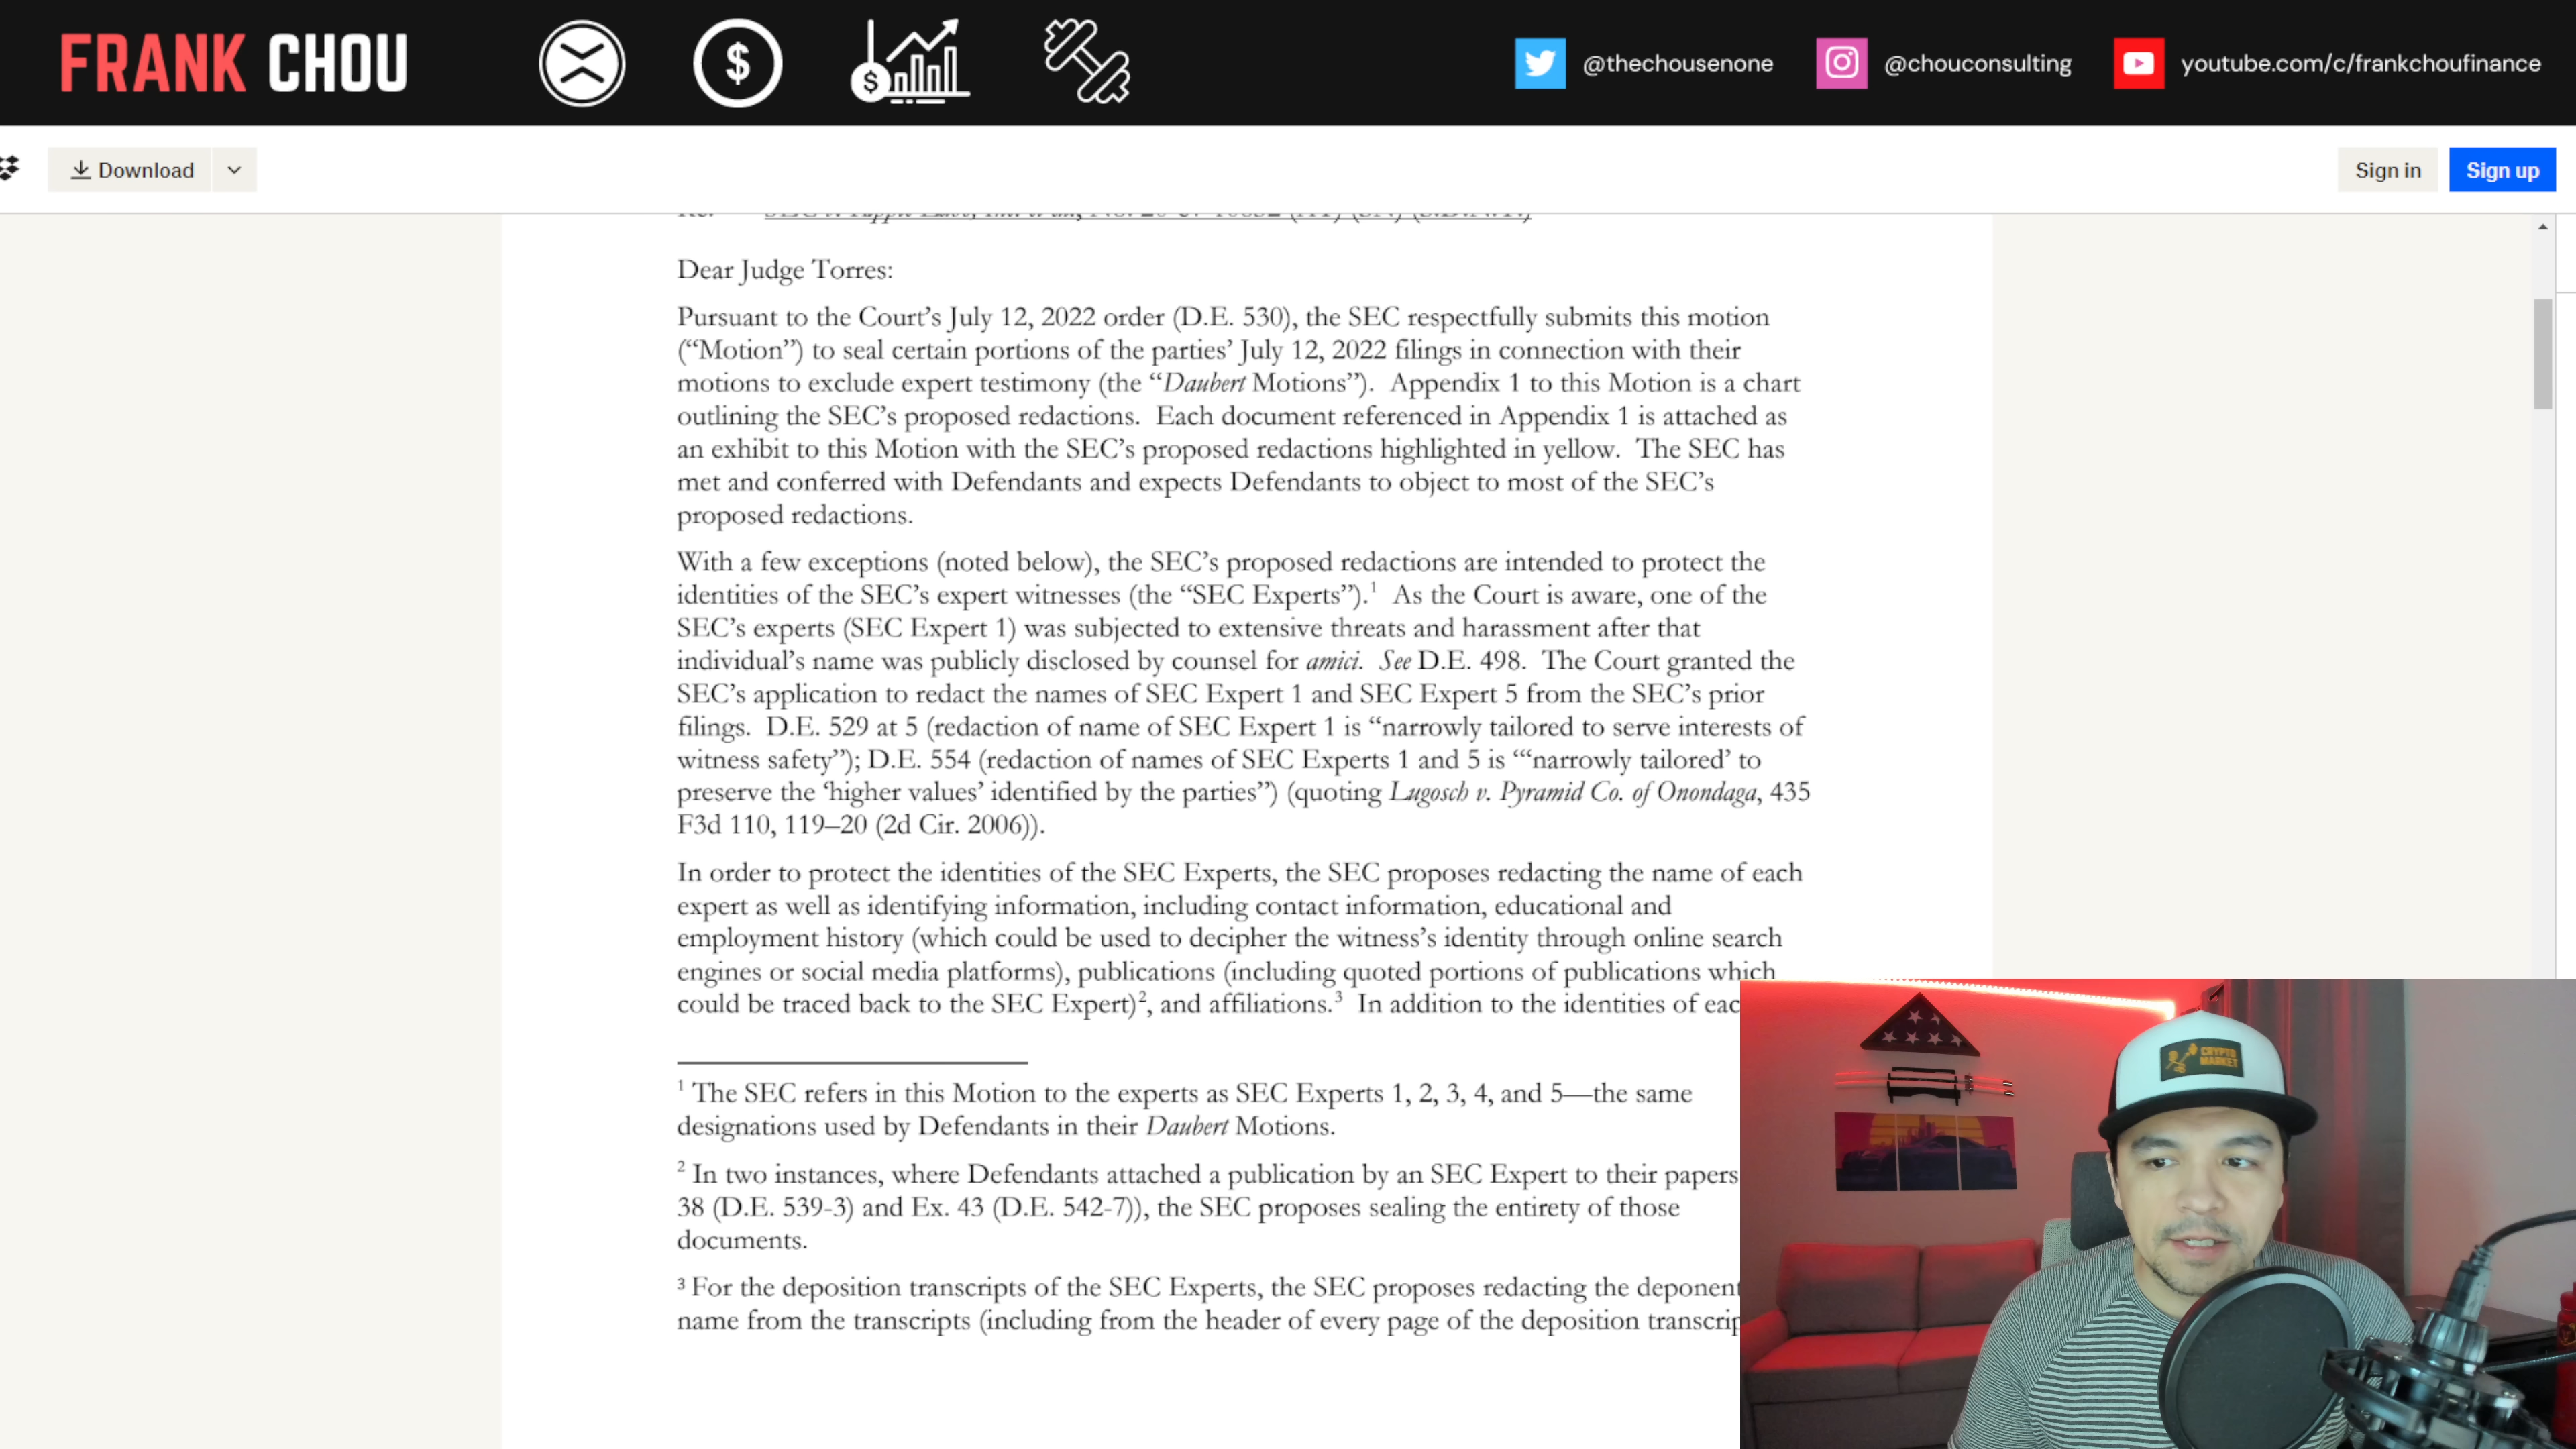 FRANK CHOU
@thechousenone
@chouconsulting
youtube.com/c/frankchoufinance
Download
Sign in
Sign up
Dear Judge Torres:
Pursuant to the Court’s July 12, 2022 order (D.E. 530), the SEC respectfully submits this motion
(“Motion”) to seal certain portions of the parties’ July 12, 2022 filings in connection with their
motions to exclude expert testimony (the “Daubert Motions”). Appendix 1 to this Motion is a chart
outlining the SEC’s proposed redactions. Each document referenced in Appendix 1 is attached as
an exhibit to this Motion with the SEC’s proposed redactions highlighted in yellow. The SEC has
met and conferred with Defendants and expects Defendants to object to most of the SEC’s
proposed redactions.
With a few exceptions (noted below), the SEC’s proposed redactions are intended to protect the
identities of the SEC’s expert witnesses (the “SEC Experts”).1 As the Court is aware, one of the
SEC’s experts (SEC Expert 1) was subjected to extensive threats and harassment after that
individual’s name was publicly disclosed by counsel for amici. See D.E. 498. The Court granted the
SEC’s application to redact the names of SEC Expert 1 and SEC Expert 5 from the SEC’s prior
filings. D.E. 529 at 5 (redaction of name of SEC Expert 1 is “narrowly tailored to serve interests of
witness safety”); D.E. 554 (redaction of names of SEC Experts 1 and 5 is “‘narrowly tailored’ to
preserve the ‘higher values’ identified by the parties”) (quoting Lugosch v. Pyramid Co. of Onondaga, 435
F3d 110, 119–20 (2d Cir. 2006)).
In order to protect the identities of the SEC Experts, the SEC proposes redacting the name of each
expert as well as identifying information, including contact information, educational and
employment history (which could be used to decipher the witness’s identity through online search
engines or social media platforms), publications (including quoted portions of publications which
could be traced back to the SEC Expert)2, and affiliations.3 In addition to the identities of eac
1 The SEC refers in this Motion to the experts as SEC Experts 1, 2, 3, 4, and 5—the same
designations used by Defendants in their Daubert Motions.
2 In two instances, where Defendants attached a publication by an SEC Expert to their papers
38 (D.E. 539-3) and Ex. 43 (D.E. 542-7)), the SEC proposes sealing the entirety of those
documents.
3 For the deposition transcripts of the SEC Experts, the SEC proposes redacting the deponent
name from the transcripts (including from the header of every page of the deposition transcrip
CRYPTO
MARKET